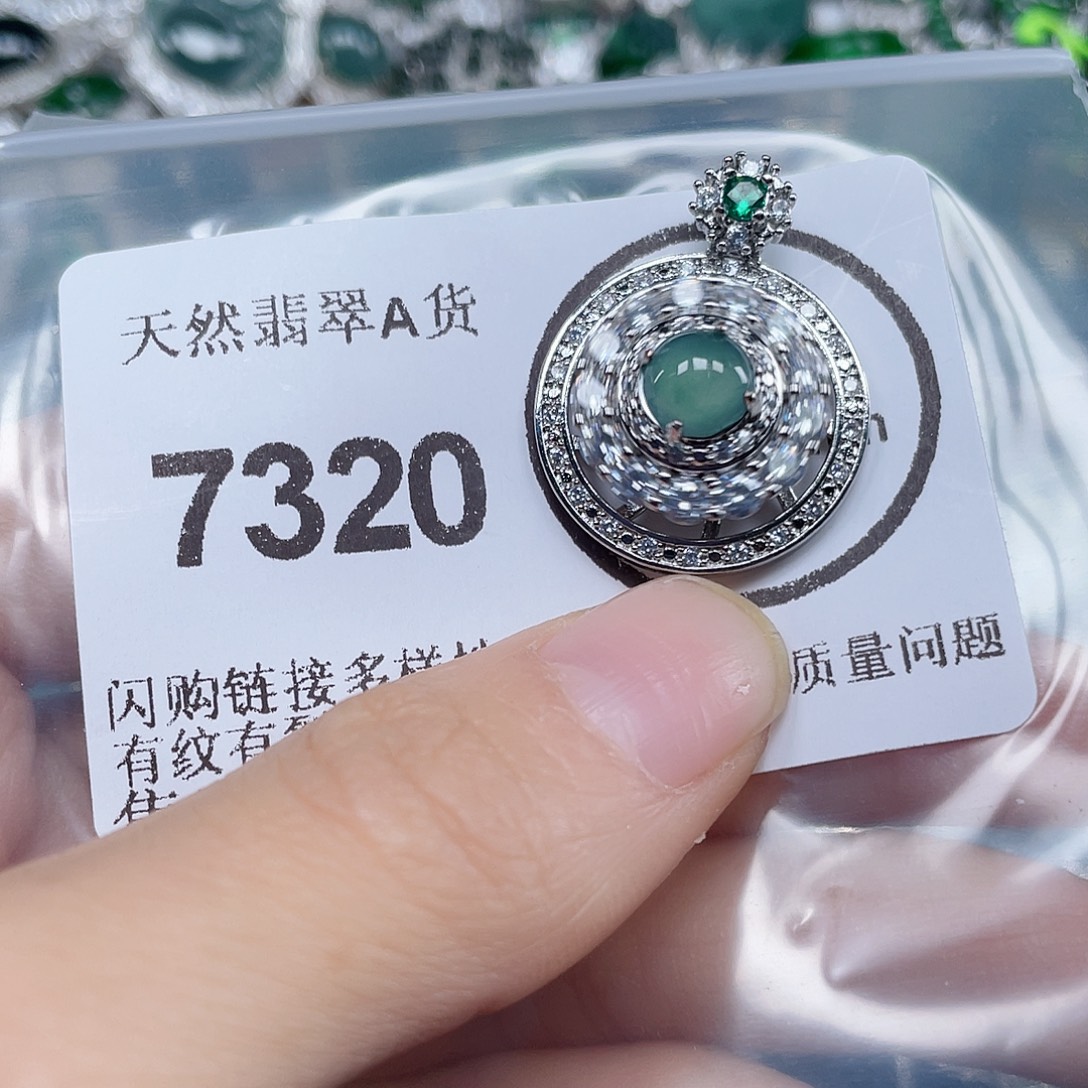 天然翡翠A货
7320
闪购链接多样 质量问题
有纹有